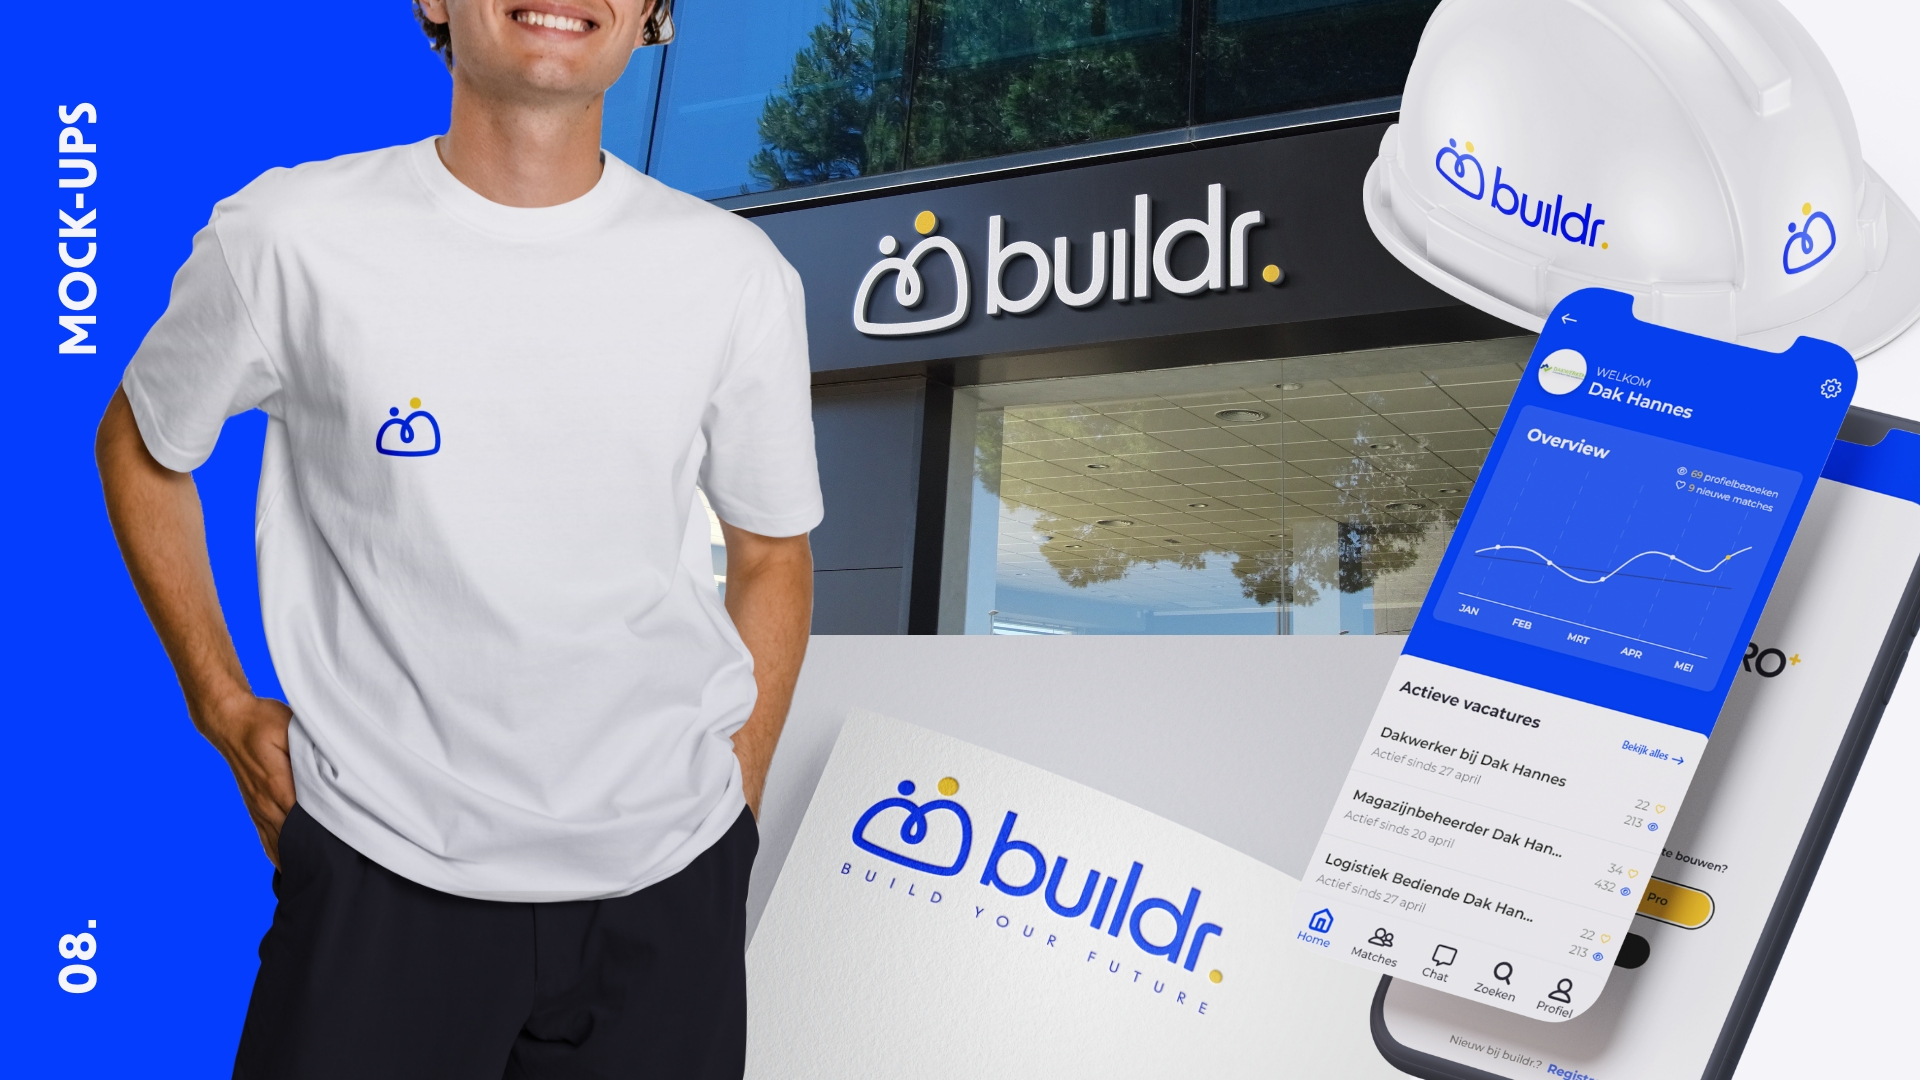 MOCK-UPS
08.
buildr.
buildr.
WELKOM
Dak Hannes
Overview
69 profielbezoeken
9 nieuwe matches
JAN FEB MRT APR MEI
Actieve vacatures
Bekijk alles →
Dakwerker bij Dak Hannes
Actief sinds 27 april
22
213
Magazijnbeheerder Dak Han...
Actief sinds 20 april
34
432
Logistiek Bediende Dak Han...
Actief sinds 27 april
22
213
Home Matches Chat Zoeken Profiel
RO+
te bouwen?
Pro
Nieuw bij buildr.? Regist
buildr.
BUILD YOUR FUTURE